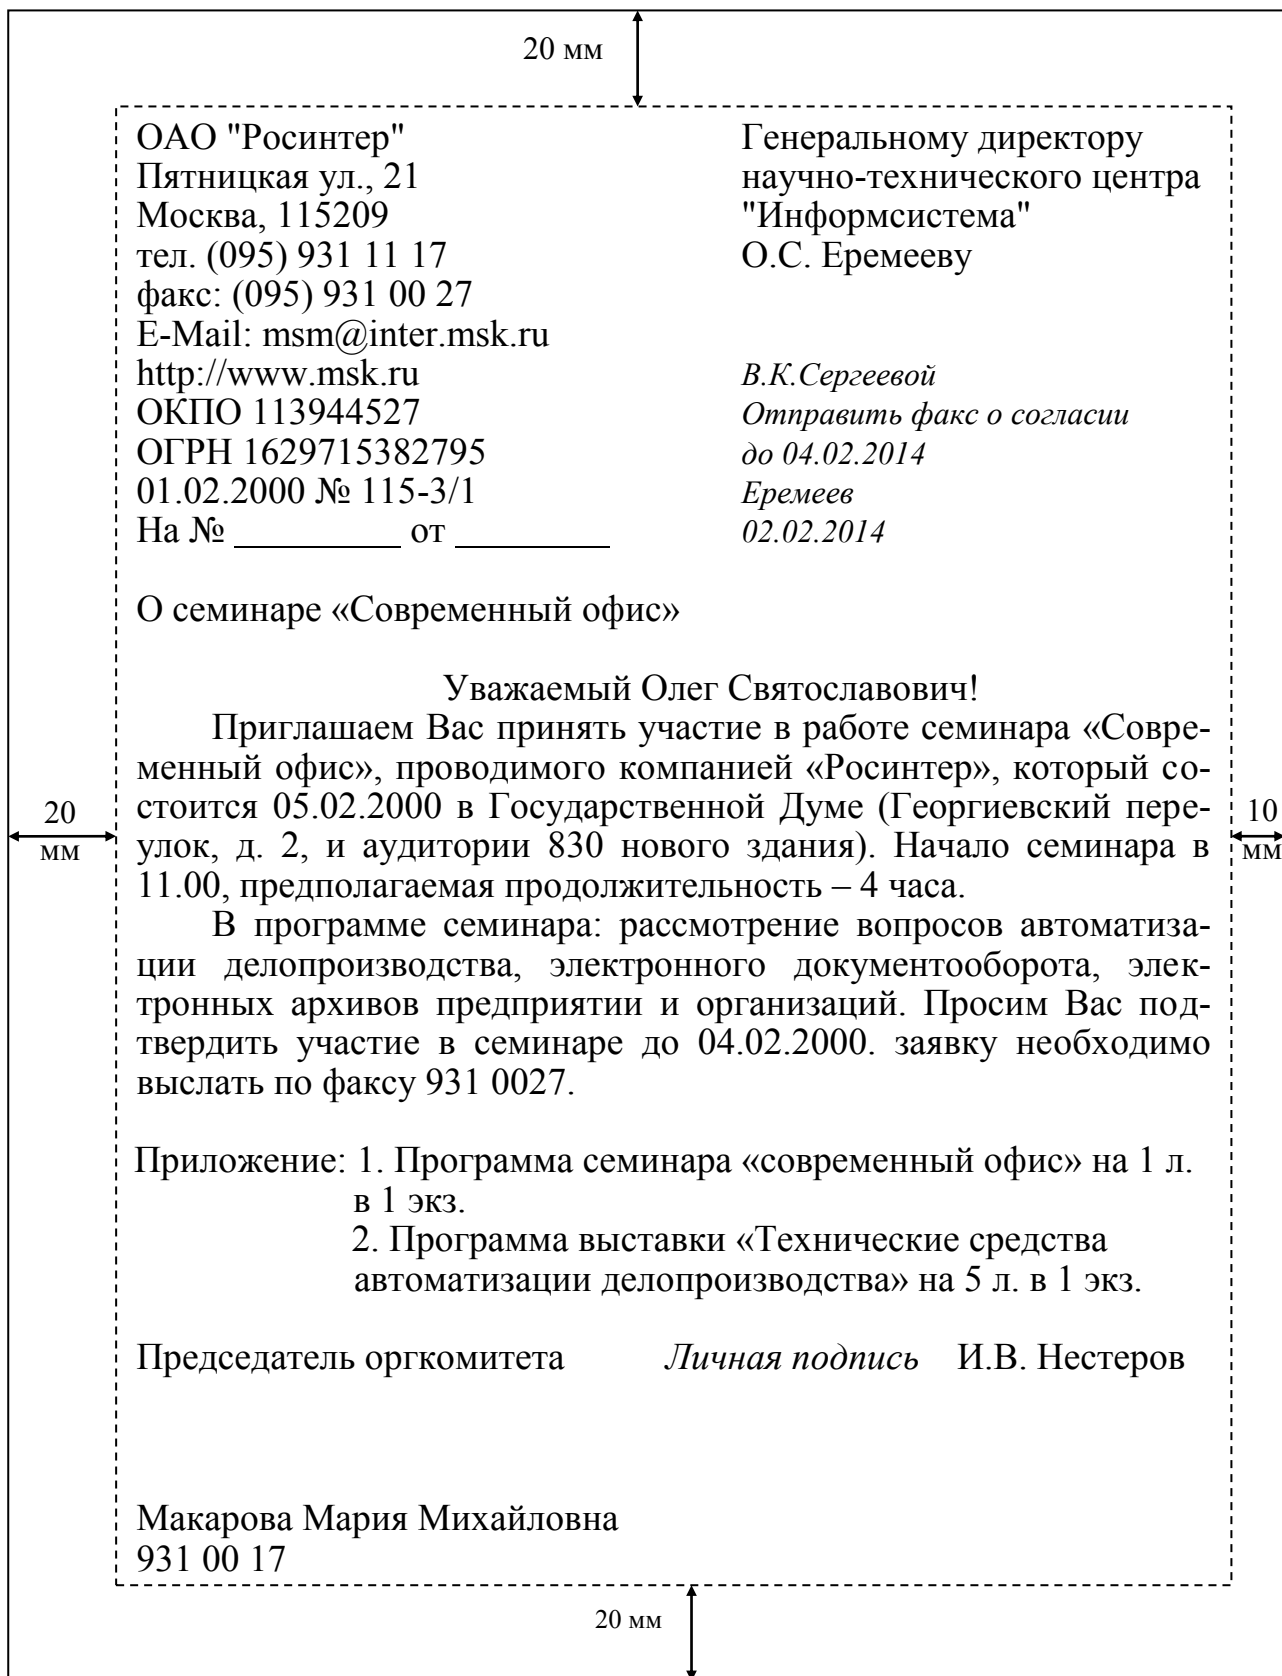 20 мм
ОАО "Росинтер"
Пятницкая ул., 21
Москва, 115209
тел. (095) 931 11 17
факс: (095) 931 00 27
E-Mail: msm@inter.msk.ru
http://www.msk.ru
ОКПО 113944527
ОГРН 1629715382795
01.02.2000 № 115-3/1
На № __________ от _________
Генеральному директору
научно-технического центра
"Информсистема"
О.С. Еремееву
В.К.Сергеевой
Отправить факс о согласии
до 04.02.2014
Еремеев
02.02.2014
О семинаре «Современный офис»
Уважаемый Олег Святославович!
Приглашаем Вас принять участие в работе семинара «Совре-
менный офис», проводимого компанией «Росинтер», который со-
стоится 05.02.2000 в Государственной Думе (Георгиевский пере-
улок, д. 2, и аудитории 830 нового здания). Начало семинара в
11.00, предполагаемая продолжительность – 4 часа.
В программе семинара: рассмотрение вопросов автоматиза-
ции делопроизводства, электронного документооборота, элек-
тронных архивов предприятии и организаций. Просим Вас под-
твердить участие в семинаре до 04.02.2000. заявку необходимо
выслать по факсу 931 0027.
20
мм
10
мм
Приложение: 1. Программа семинара «современный офис» на 1 л.
в 1 экз.
2. Программа выставки «Технические средства
автоматизации делопроизводства» на 5 л. в 1 экз.
Председатель оргкомитета Личная подпись И.В. Нестеров
Макарова Мария Михайловна
931 00 17
20 мм